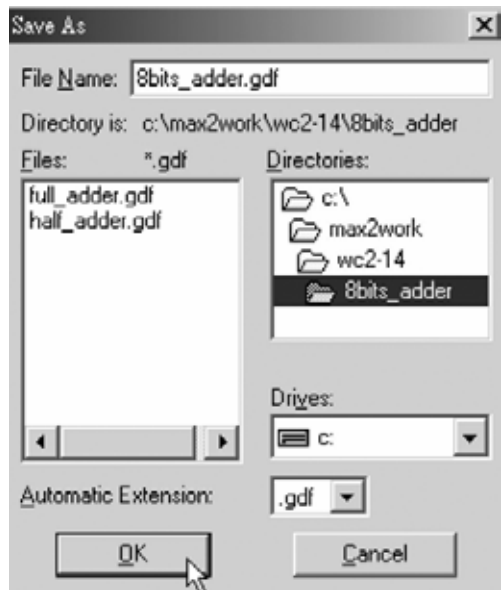 Save As
File Name: 8bits_adder.gdf
Directory is: c:\max2work\wc2-14\8bits_adder
Files: *.gdf
full_adder.gdf
half_adder.gdf
Directories:
c:\
max2work
wc2-14
8bits_adder
Drives:
c:
Automatic Extension: .gdf
OK
Cancel